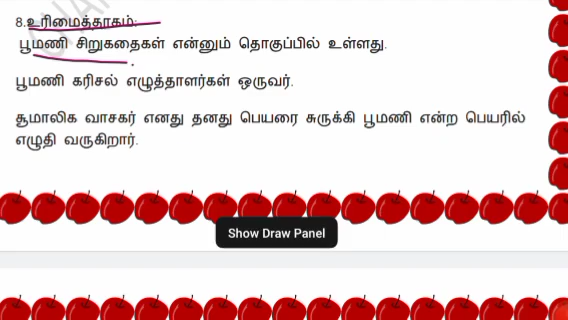 8.உரிமைத்தாகம்:
பூமணி சிறுகதைகள் என்னும் தொகுப்பில் உள்ளது.
பூமணி கரிசல் எழுத்தாளர்கள் ஒருவர்.
சூமாலிக வாசகர் எனது தனது பெயரை சுருக்கி பூமணி என்ற பெயரில்
எழுதி வருகிறார்.
Show Draw Panel